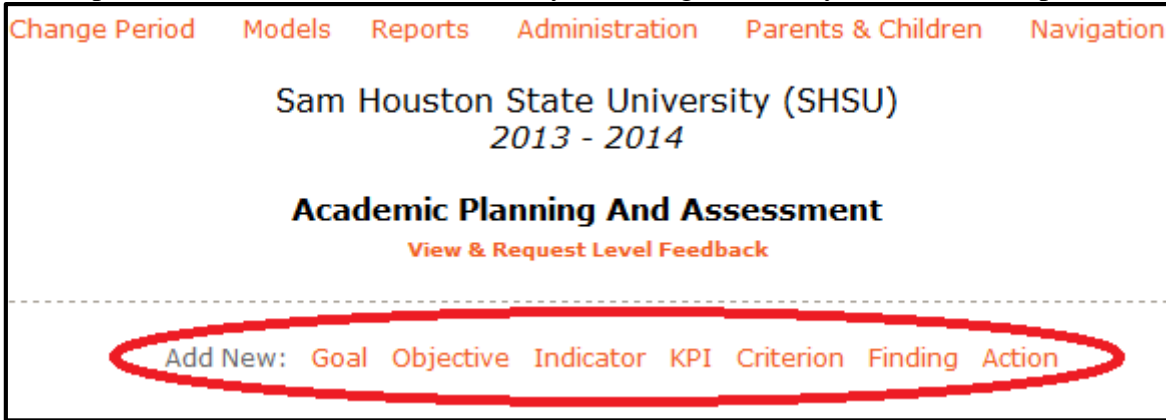 Change Period Models Reports Administration Parents & Children Navigation
Sam Houston State University (SHSU)
2013 - 2014
Academic Planning And Assessment
View & Request Level Feedback
Add New: Goal Objective Indicator KPI Criterion Finding Action